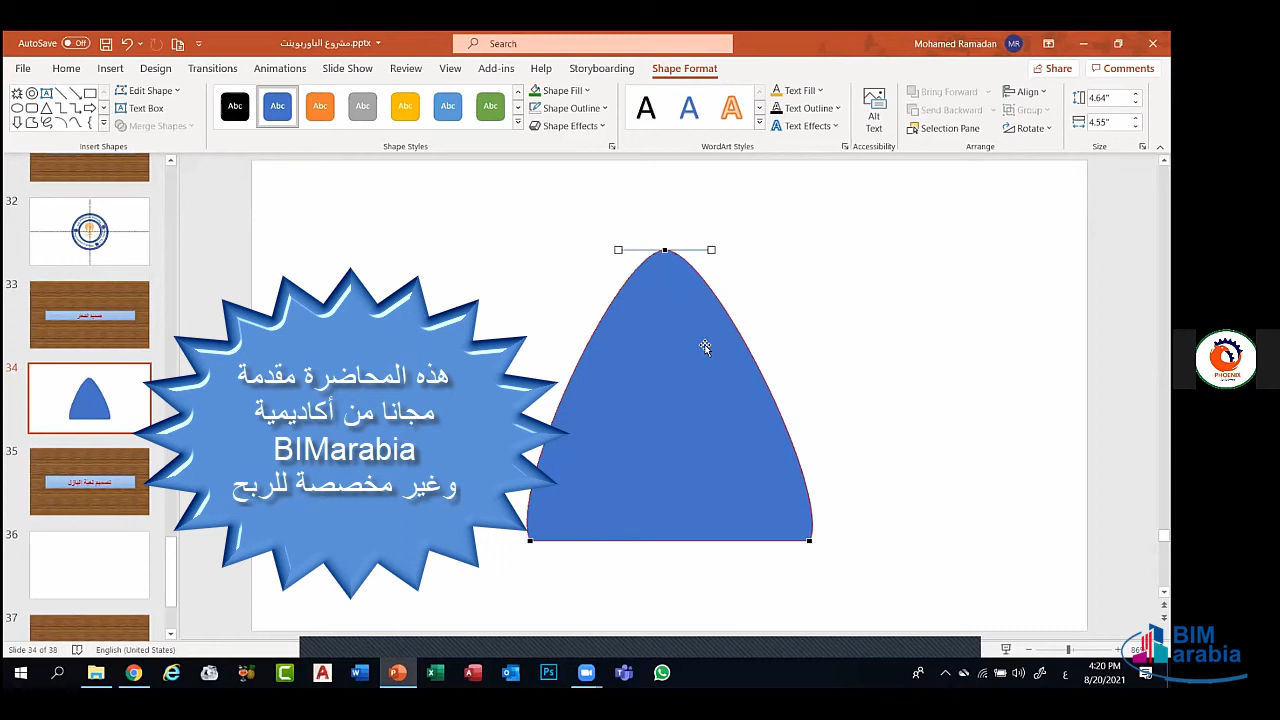 AutoSave Off
مشروع الباوربوينت.pptx
Search
Mohamed Ramadan MR
File Home Insert Design Transitions Animations Slide Show Review View Add-ins Help Storyboarding Shape Format Share Comments
Edit Shape
Text Box
Merge Shapes
Insert Shapes
Abc Abc Abc Abc Abc Abc Abc
Shape Fill
Shape Outline
Shape Effects
Shape Styles
A A A
Text Fill
Text Outline
Text Effects
WordArt Styles
Alt
Text
Accessibility
Bring Forward
Send Backward
Selection Pane
Align
Group
Rotate
Arrange
4.64"
4.55"
Size
32
33
34
35
36
37
هذه المحاضرة مقدمة
مجانا من أكاديمية
BIMarabia
وغير مخصصة للربح
PHOENIX
Slide 34 of 38
English (United States)
4:20 PM
8/20/2021
BIM
arabia